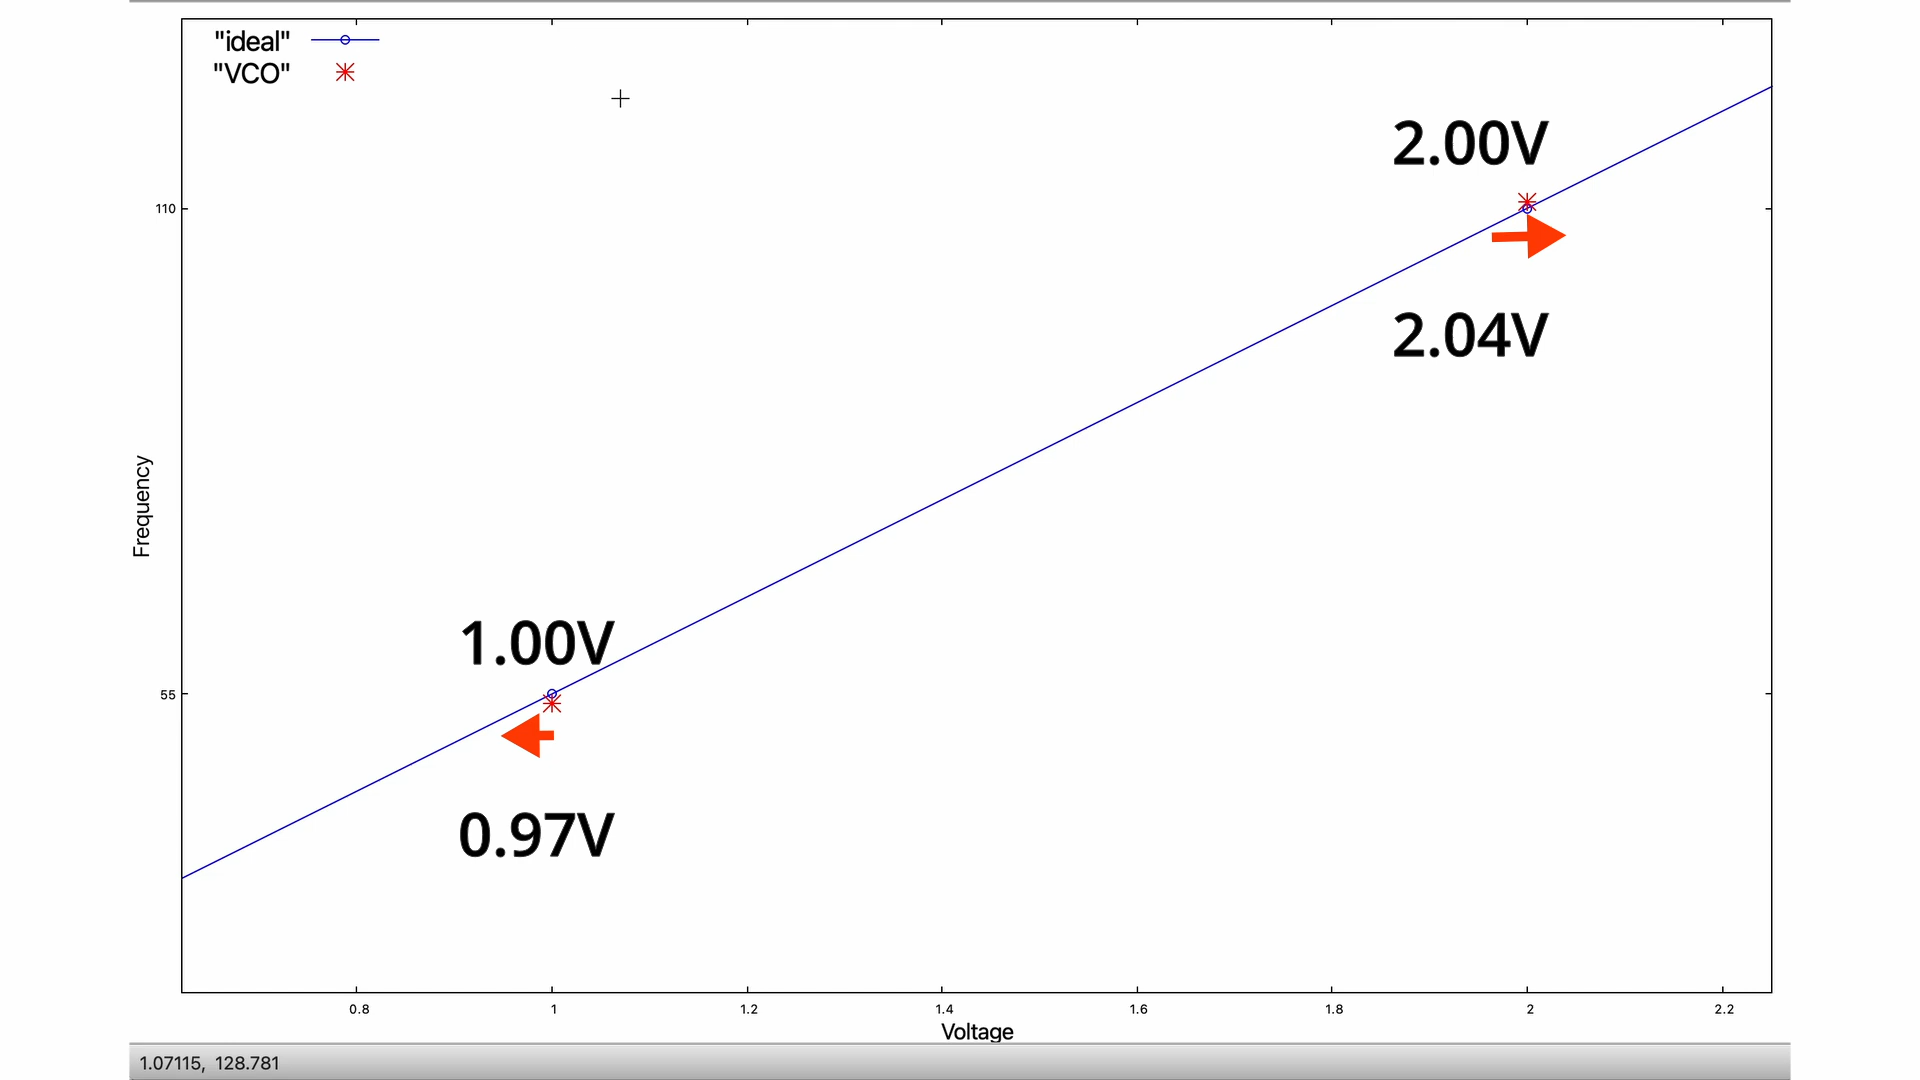 "ideal"
"VCO"
2.00V
110
2.04V
Frequency
1.00V
55
0.97V
0.8 1 1.2 1.4 1.6 1.8 2 2.2
Voltage
1.07115, 128.781